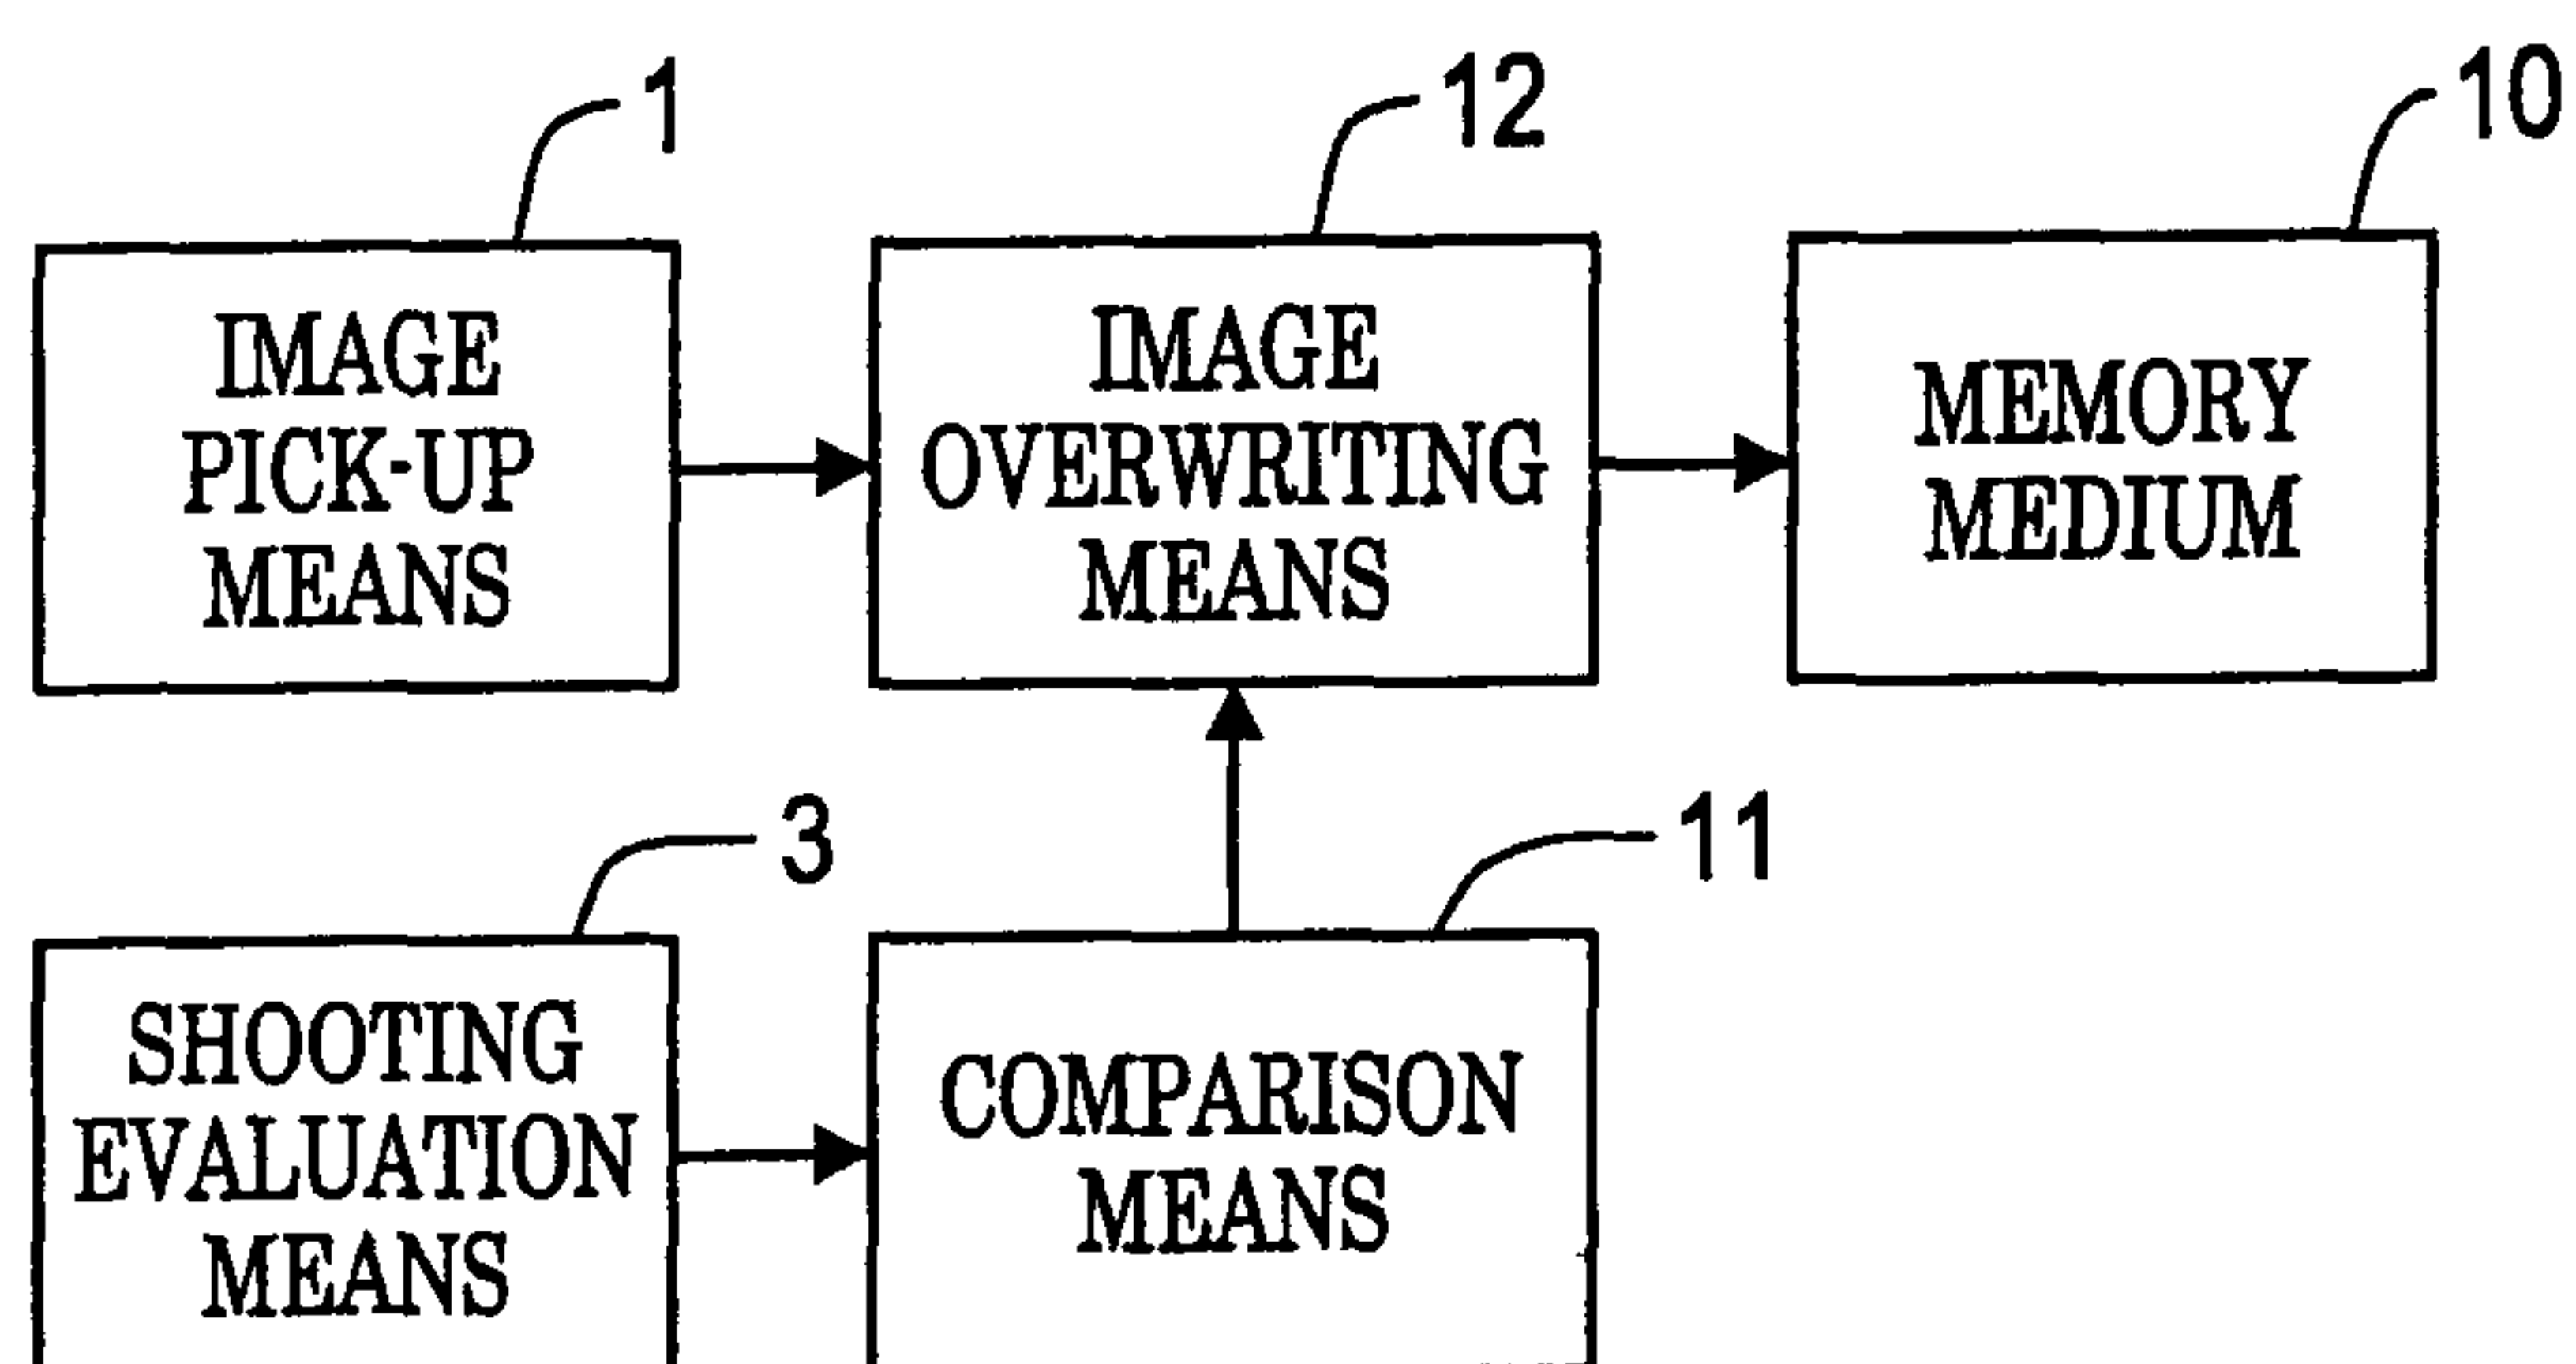 1
12
10
IMAGE
PICK-UP
MEANS
IMAGE
OVERWRITING
MEANS
MEMORY
MEDIUM
3
11
SHOOTING
EVALUATION
MEANS
COMPARISON
MEANS